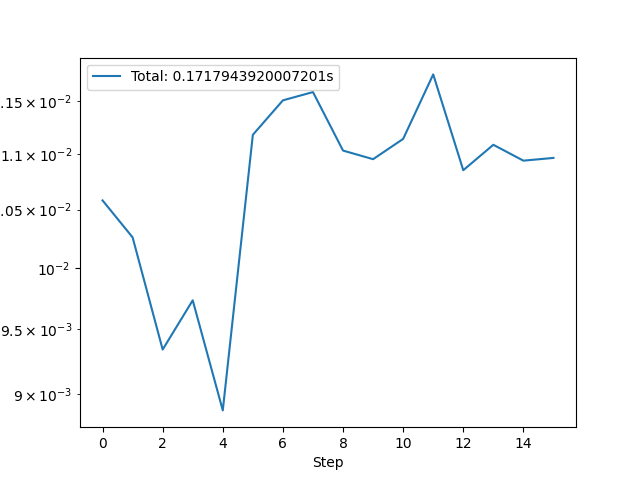 Total: 0.1717943920007201s
.15 × 10⁻²
1.1 × 10⁻²
.05 × 10⁻²
10⁻²
9.5 × 10⁻³
9 × 10⁻³
0 2 4 6 8 10 12 14
Step